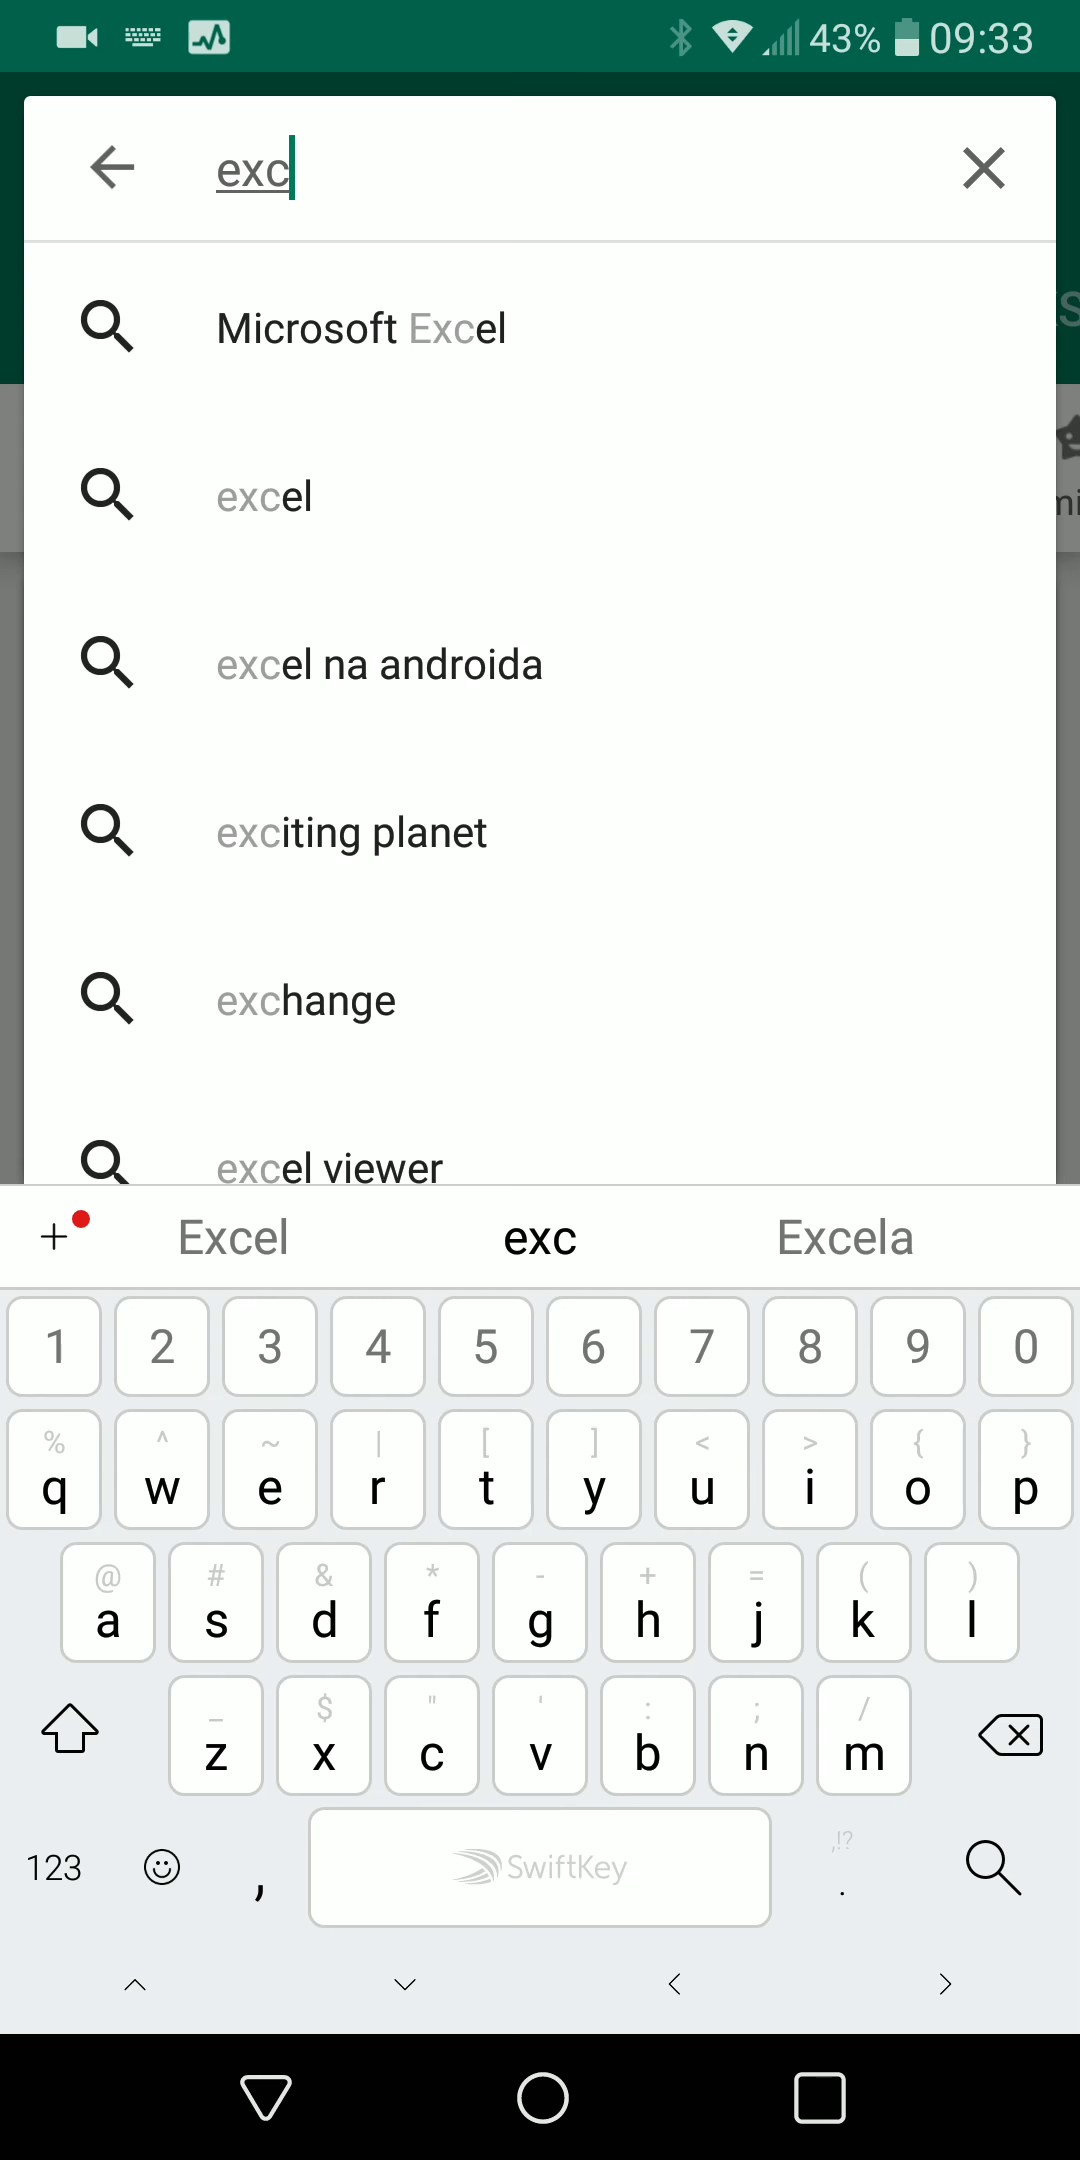 43% 09:33
exc
Microsoft Excel
excel
excel na androida
exciting planet
exchange
excel viewer
Excel exc Excela
1 2 3 4 5 6 7 8 9 0
% ^ ~ | [ ] < > { }
q w e r t y u i o p
@ # & * - + = ( )
a s d f g h j k l
_ $ " ' : ; /
z x c v b n m
,!?
123 , SwiftKey .